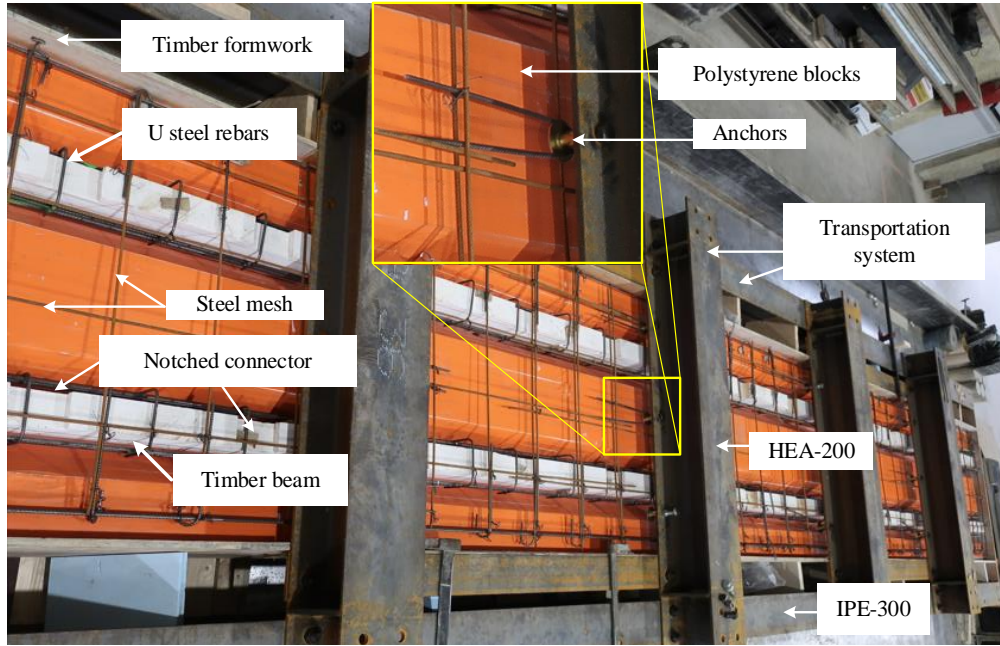 Timber formwork
U steel rebars
Steel mesh
Notched connector
Timber beam
Polystyrene blocks
Anchors
Transportation
system
HEA-200
IPE-300